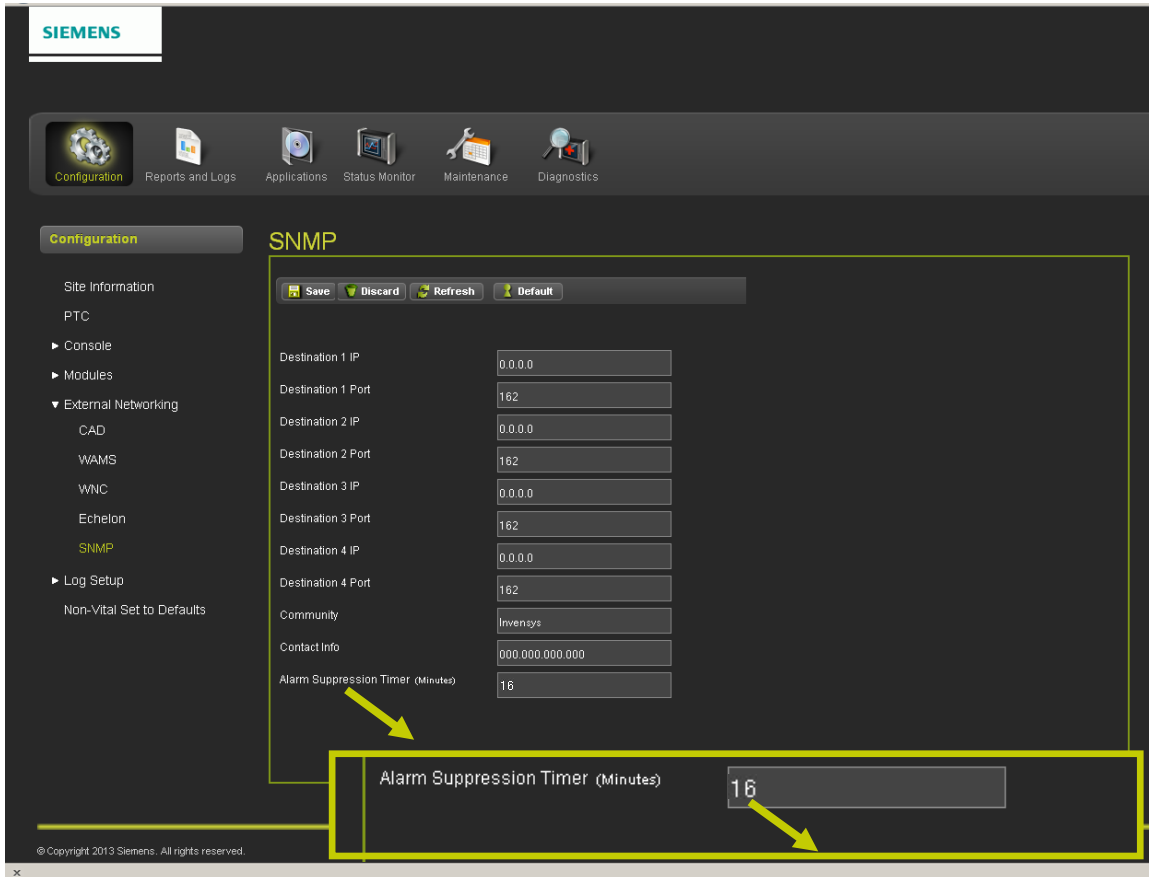 SIEMENS
Configuration
Reports and Logs
Applications
Status Monitor
Maintenance
Diagnostics
Configuration
Site Information
PTC
► Console
► Modules
▼ External Networking
CAD
WAMS
WNC
Echelon
SNMP
► Log Setup
Non-Vital Set to Defaults
SNMP
Save
Discard
Refresh
Default
Destination 1 IP 0.0.0.0
Destination 1 Port 162
Destination 2 IP 0.0.0.0
Destination 2 Port 162
Destination 3 IP 0.0.0.0
Destination 3 Port 162
Destination 4 IP 0.0.0.0
Destination 4 Port 162
Community Invensys
Contact Info 000.000.000.000
Alarm Suppression Timer (Minutes) 16
Alarm Suppression Timer (Minutes) 16
© Copyright 2013 Siemens. All rights reserved.
×